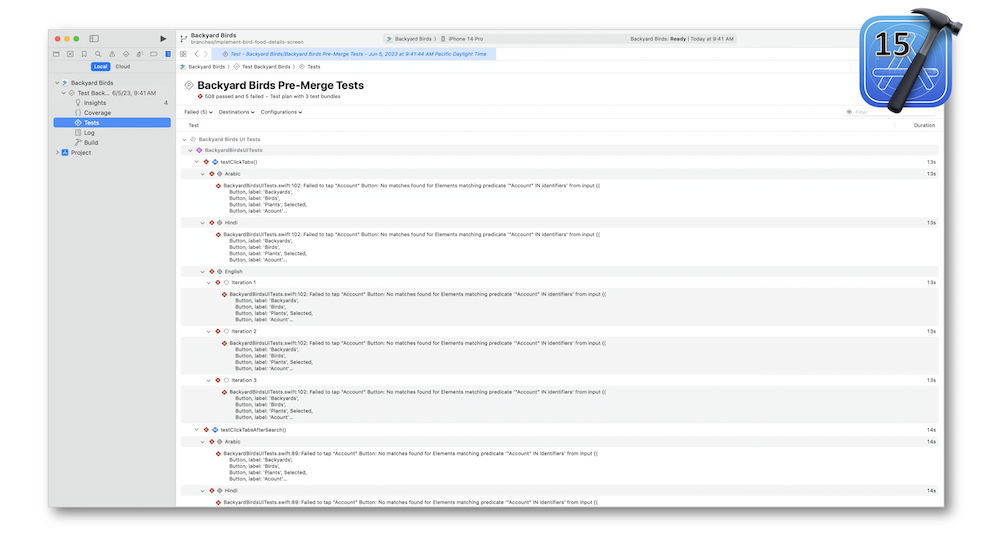 Backyard Birds
branches/implement-bird-food-details-screen
Backyard Birds ⟩ iPhone 14 Pro
Backyard Birds: Ready | Today at 9:41 AM
15
Test - Backyard Birds/Backyard Birds Pre-Merge Tests - Jun 5, 2023 at 9:41:44 AM Pacific Daylight Time
Local Cloud
Backyard Birds ⟩ Test Backyard Birds ⟩ Tests
Backyard Birds
Test Back... 6/5/23, 9:41 AM
Insights 4
Coverage
Tests
Log
Build
Project
Backyard Birds Pre-Merge Tests
508 passed and 5 failed • Test plan with 3 test bundles
Failed (5) Destinations Configurations
Filter
Test Duration
Backyard Birds UI Tests
BackyardBirdsUITests
testClickTabs() 13s
Arabic 13s
BackyardBirdsUITests.swift:102: Failed to tap "Account" Button: No matches found for Elements matching predicate '"Account" IN identifiers' from input {(
Button, label: 'Backyards',
Button, label: 'Birds',
Button, label: 'Plants', Selected,
Button, label: 'Acount'...
Hindi 13s
BackyardBirdsUITests.swift:102: Failed to tap "Account" Button: No matches found for Elements matching predicate '"Account" IN identifiers' from input {(
Button, label: 'Backyards',
Button, label: 'Birds',
Button, label: 'Plants', Selected,
Button, label: 'Acount'...
English
Iteration 1 13s
BackyardBirdsUITests.swift:102: Failed to tap "Account" Button: No matches found for Elements matching predicate '"Account" IN identifiers' from input {(
Button, label: 'Backyards',
Button, label: 'Birds',
Button, label: 'Plants', Selected,
Button, label: 'Acount'...
Iteration 2 13s
BackyardBirdsUITests.swift:102: Failed to tap "Account" Button: No matches found for Elements matching predicate '"Account" IN identifiers' from input {(
Button, label: 'Backyards',
Button, label: 'Birds',
Button, label: 'Plants', Selected,
Button, label: 'Acount'...
Iteration 3 13s
BackyardBirdsUITests.swift:102: Failed to tap "Account" Button: No matches found for Elements matching predicate '"Account" IN identifiers' from input {(
Button, label: 'Backyards',
Button, label: 'Birds',
Button, label: 'Plants', Selected,
Button, label: 'Acount'...
testClickTabsAfterSearch() 14s
Arabic 14s
BackyardBirdsUITests.swift:89: Failed to tap "Account" Button: No matches found for Elements matching predicate '"Account" IN identifiers' from input {(
Button, label: 'Backyards',
Button, label: 'Birds',
Button, label: 'Plants', Selected,
Button, label: 'Acount'...
Hindi 14s
BackyardBirdsUITests.swift:89: Failed to tap "Account" Button: No matches found for Elements matching predicate '"Account" IN identifiers' from input {(